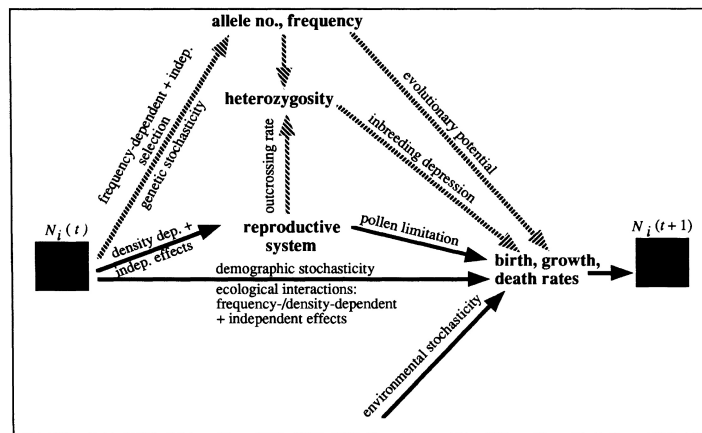 allele no., frequency
frequency-dependent + indep.
selection
genetic stochasticity
evolutionary potential
heterozygosity
inbreeding depression
outcrossing rate
N_i (t)
density dep. +
indep. effects
reproductive
system
pollen limitation
N_i (t+1)
birth, growth,
death rates
demographic stochasticity
ecological interactions:
frequency-/density-dependent
+ independent effects
environmental stochasticity